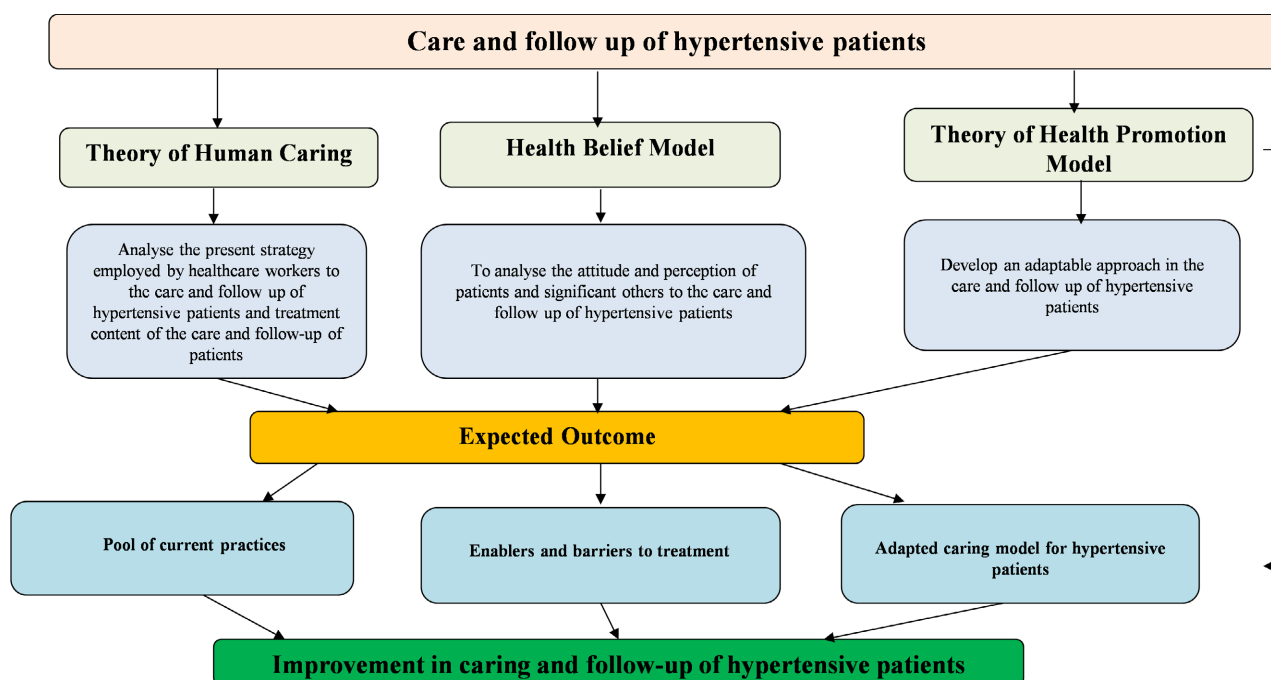 Care and follow up of hypertensive patients
Theory of Human Caring
Health Belief Model
Theory of Health Promotion
Model
Analyse the present strategy
employed by healthcare workers to
the care and follow up of
hypertensive patients and treatment
content of the care and follow-up of
patients
To analyse the attitude and perception of
patients and significant others to the care and
follow up of hypertensive patients
Develop an adaptable approach in the
care and follow up of hypertensive
patients
Expected Outcome
Pool of current practices
Enablers and barriers to treatment
Adapted caring model for hypertensive
patients
Improvement in caring and follow-up of hypertensive patients